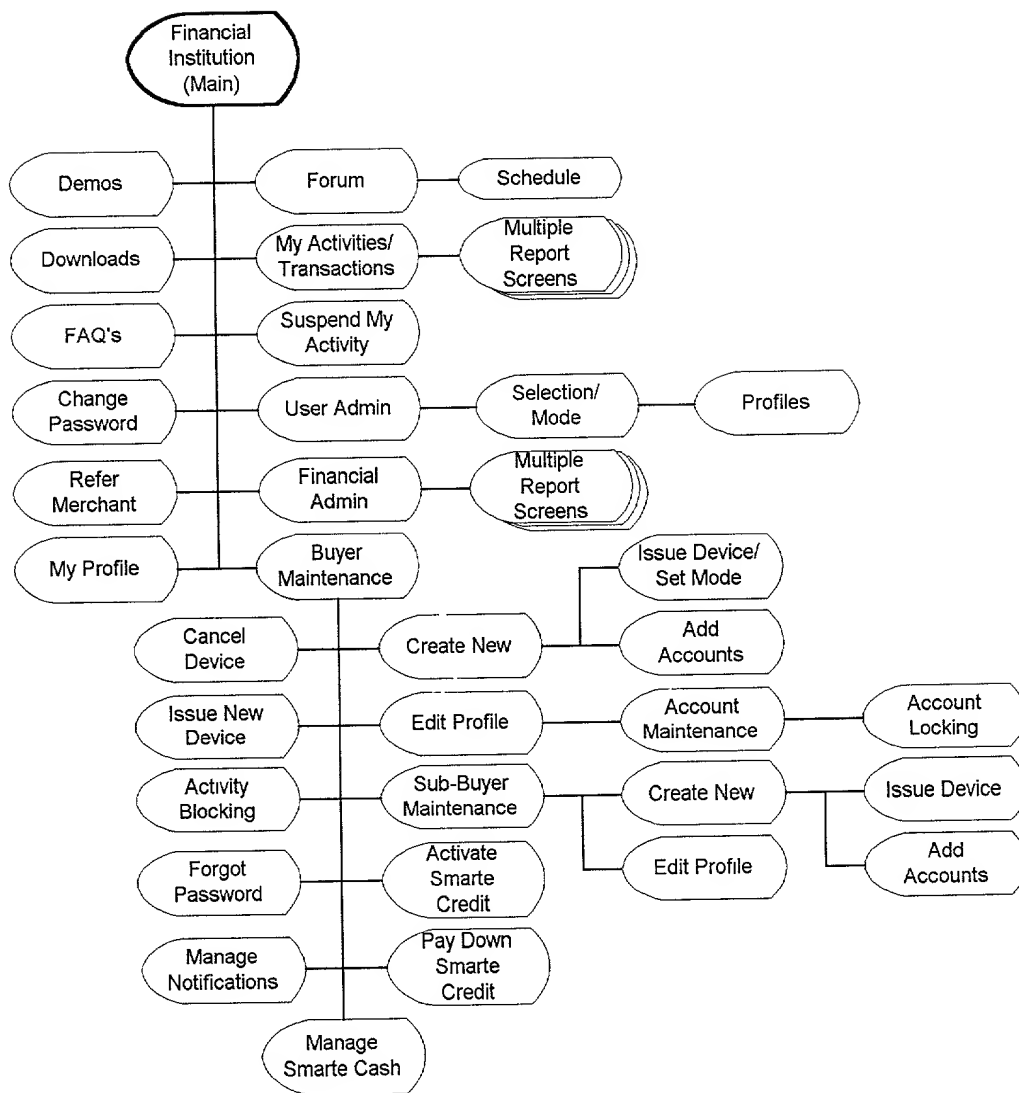 Financial
Institution
(Main)
Demos
Forum
Schedule
Downloads
My Activities/
Transactions
Multiple
Report
Screens
FAQ's
Suspend My
Activity
Change
Password
User Admin
Selection/
Mode
Profiles
Refer
Merchant
Financial
Admin
Multiple
Report
Screens
My Profile
Buyer
Maintenance
Issue Device/
Set Mode
Cancel
Device
Create New
Add
Accounts
Issue New
Device
Edit Profile
Account
Maintenance
Account
Locking
Activity
Blocking
Sub-Buyer
Maintenance
Create New
Issue Device
Edit Profile
Add
Accounts
Forgot
Password
Activate
Smarte
Credit
Manage
Notifications
Pay Down
Smarte
Credit
Manage
Smarte Cash